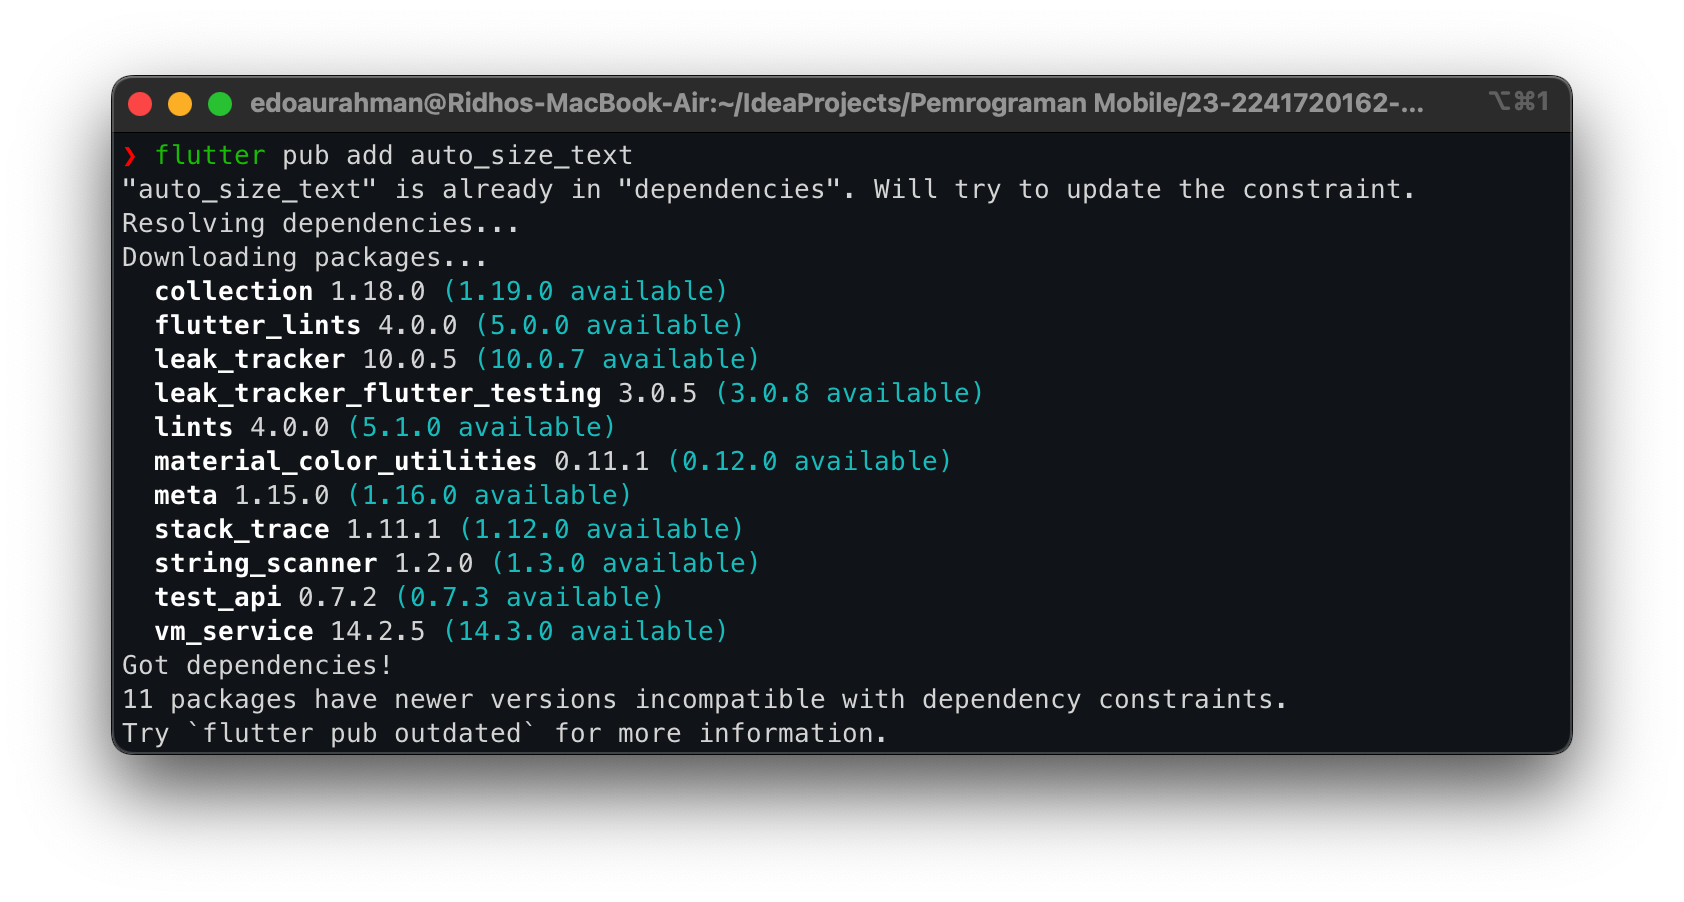 edoaurahman@Ridhos-MacBook-Air:~/IdeaProjects/Pemrograman Mobile/23-2241720162-... ⌥⌘1
❯ flutter pub add auto_size_text
"auto_size_text" is already in "dependencies". Will try to update the constraint.
Resolving dependencies...
Downloading packages...
  collection 1.18.0 (1.19.0 available)
  flutter_lints 4.0.0 (5.0.0 available)
  leak_tracker 10.0.5 (10.0.7 available)
  leak_tracker_flutter_testing 3.0.5 (3.0.8 available)
  lints 4.0.0 (5.1.0 available)
  material_color_utilities 0.11.1 (0.12.0 available)
  meta 1.15.0 (1.16.0 available)
  stack_trace 1.11.1 (1.12.0 available)
  string_scanner 1.2.0 (1.3.0 available)
  test_api 0.7.2 (0.7.3 available)
  vm_service 14.2.5 (14.3.0 available)
Got dependencies!
11 packages have newer versions incompatible with dependency constraints.
Try `flutter pub outdated` for more information.